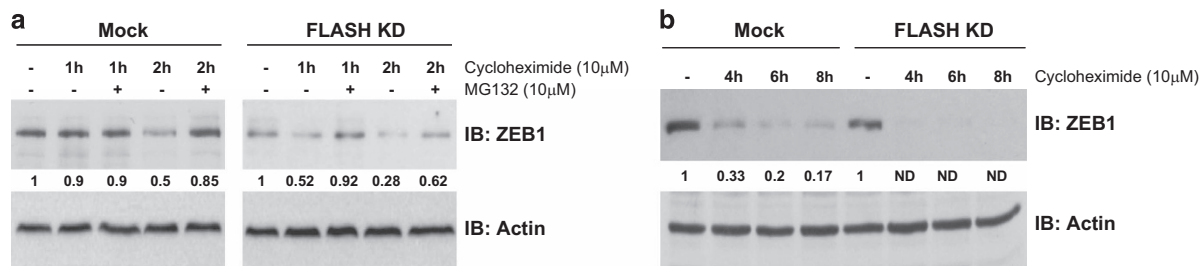 a
Mock FLASH KD
- 1h 1h 2h 2h - 1h 1h 2h 2h Cycloheximide (10μM)
- - + - + - - + - + MG132 (10μM)
IB: ZEB1
1 0.9 0.9 0.5 0.85 1 0.52 0.92 0.28 0.62
IB: Actin
b
Mock FLASH KD
- 4h 6h 8h - 4h 6h 8h Cycloheximide (10μM)
IB: ZEB1
1 0.33 0.2 0.17 1 ND ND ND
IB: Actin